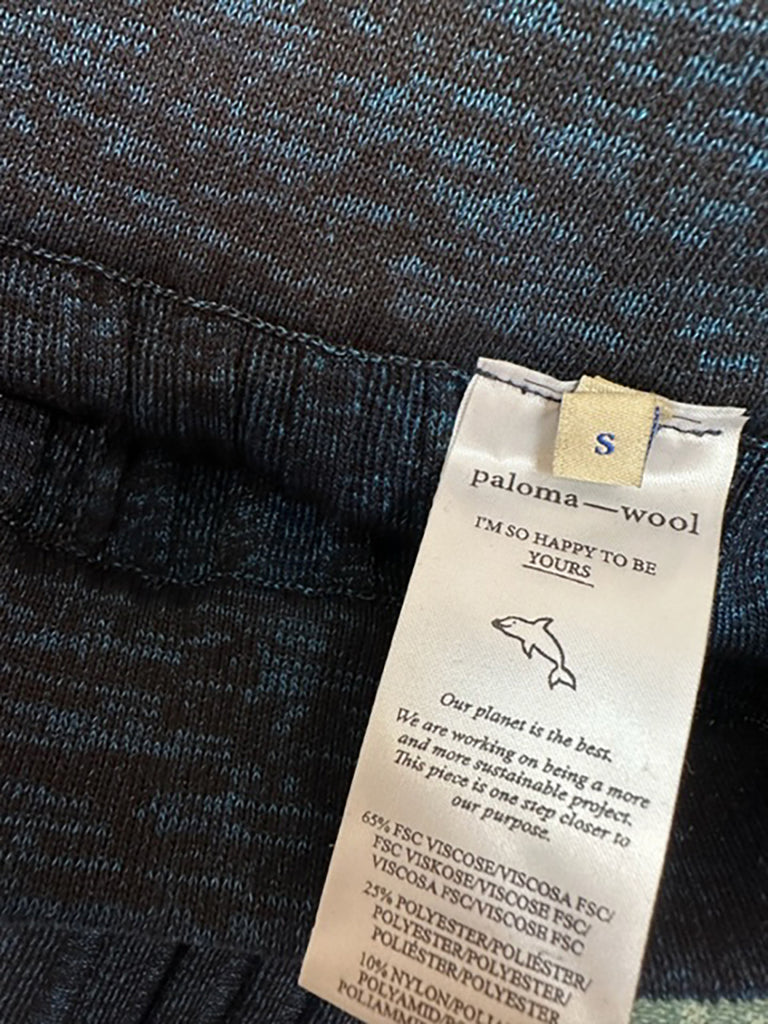 S
paloma—wool
I'M SO HAPPY TO BE
YOURS
Our planet is the best.
We are working on being a more
and more sustainable project.
This piece is one step closer to
our purpose.
65% FSC VISCOSE/VISCOSA FSC/
FSC VISKOSE/VISCOSE FSC/
VISCOSA FSC/VISCOSE FSC
25% POLYESTER/POLIÉSTER/
POLYESTER/POLYESTER/
POLIÉSTER/POLYESTER
10% NYLON/